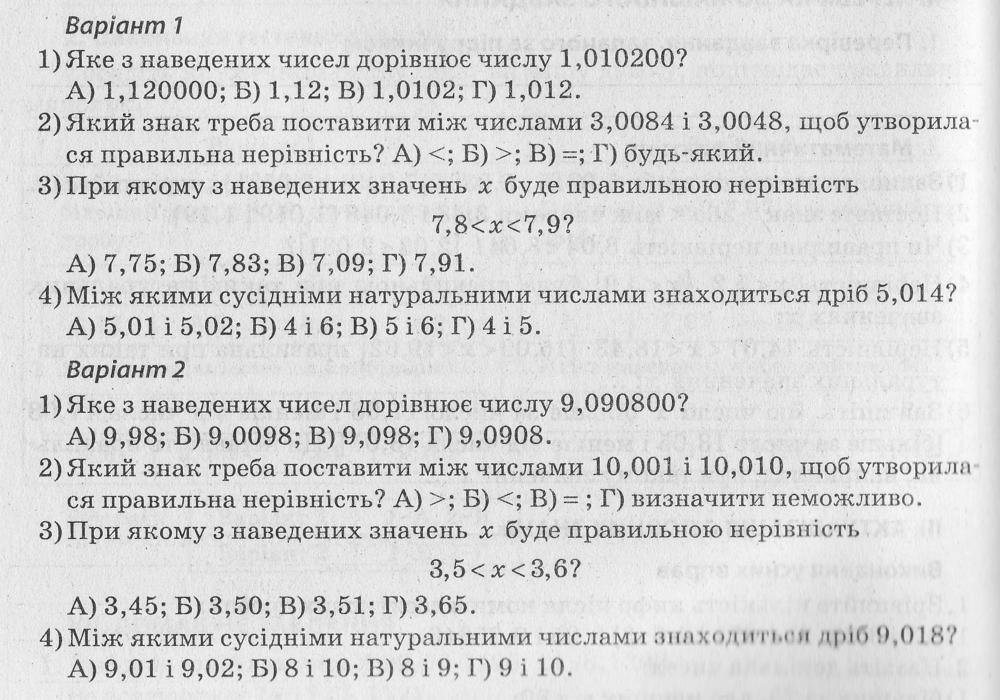 Варіант 1
1) Яке з наведених чисел дорівнює числу 1,010200?
А) 1,120000; Б) 1,12; В) 1,0102; Г) 1,012.
2) Який знак треба поставити між числами 3,0084 і 3,0048, щоб утворила-
ся правильна нерівність? А) <; Б) >; В) =; Г) будь-який.
3) При якому з наведених значень x буде правильною нерівність
7,8<x<7,9?
А) 7,75; Б) 7,83; В) 7,09; Г) 7,91.
4) Між якими сусідніми натуральними числами знаходиться дріб 5,014?
А) 5,01 і 5,02; Б) 4 і 6; В) 5 і 6; Г) 4 і 5.
Варіант 2
1) Яке з наведених чисел дорівнює числу 9,090800?
А) 9,98; Б) 9,0098; В) 9,098; Г) 9,0908.
2) Який знак треба поставити між числами 10,001 і 10,010, щоб утворила-
ся правильна нерівність? А) >; Б) <; В) = ; Г) визначити неможливо.
3) При якому з наведених значень x буде правильною нерівність
3,5<x<3,6?
А) 3,45; Б) 3,50; В) 3,51; Г) 3,65.
4) Між якими сусідніми натуральними числами знаходиться дріб 9,018?
А) 9,01 і 9,02; Б) 8 і 10; В) 8 і 9; Г) 9 і 10.